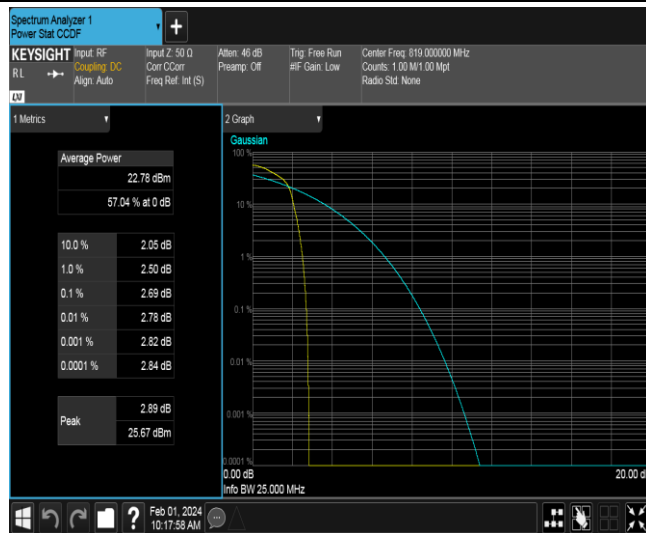 Spectrum Analyzer 1
Power Stat CCDF
+
KEYSIGHT
RL
Input: RF
Coupling: DC
Align: Auto
Input Z: 50 Ω
Corr CCorr
Freq Ref: Int (S)
Atten: 46 dB
Preamp: Off
Trig: Free Run
#IF Gain: Low
Center Freq: 819.000000 MHz
Counts: 1.00 M/1.00 Mpt
Radio Std: None
1 Metrics
Average Power
22.78 dBm
57.04 % at 0 dB
10.0 % 2.05 dB
1.0 % 2.50 dB
0.1 % 2.69 dB
0.01 % 2.78 dB
0.001 % 2.82 dB
0.0001 % 2.84 dB
Peak
2.89 dB
25.67 dBm
2 Graph
Gaussian
100 %
10 %
1 %
0.1 %
0.01 %
0.001 %
0.0001 %
0.00 dB
20.00 d
Info BW 25.000 MHz
?
Feb 01, 2024
10:17:58 AM